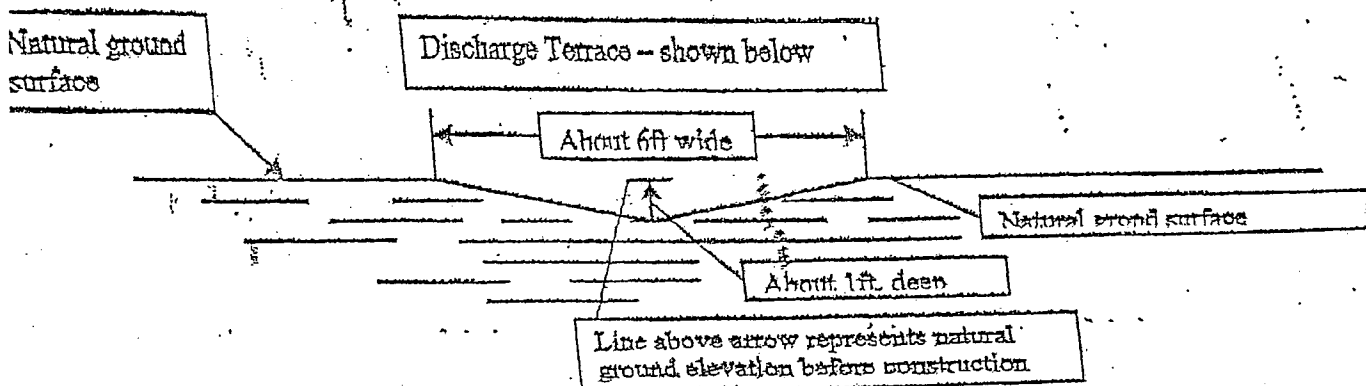 Natural ground
surface
Discharge Terrace – shown below
About 6ft wide
Natural grond surface
About 1ft. deep
Line above arrow represents natural
ground elevation before construction